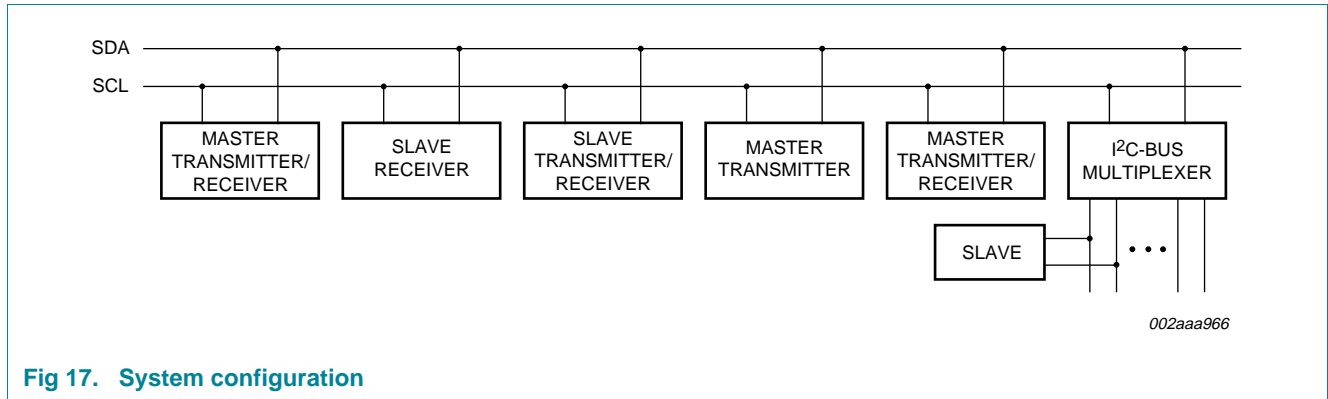 SDA
SCL
MASTER
TRANSMITTER/
RECEIVER
SLAVE
RECEIVER
SLAVE
TRANSMITTER/
RECEIVER
MASTER
TRANSMITTER
MASTER
TRANSMITTER/
RECEIVER
I²C-BUS
MULTIPLEXER
SLAVE
002aaa966
Fig 17. System configuration